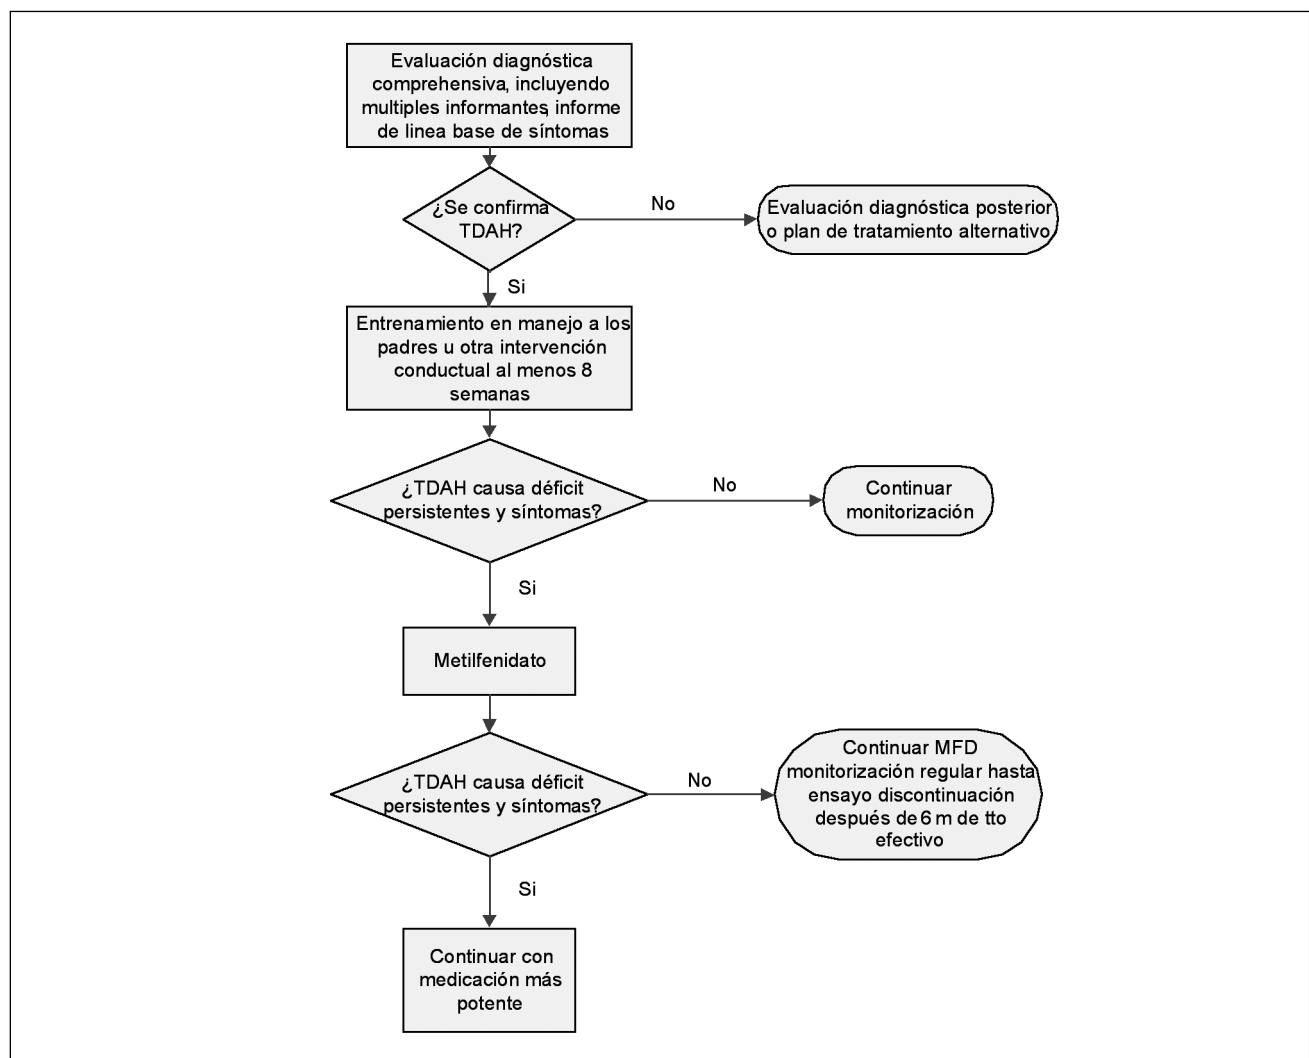 Evaluación diagnóstica
comprehensiva, incluyendo
multiples informantes, informe
de linea base de síntomas
¿Se confirma
TDAH?
No
Evaluación diagnóstica posterior
o plan de tratamiento alternativo
Si
Entrenamiento en manejo a los
padres u otra intervención
conductual al menos 8
semanas
¿TDAH causa déficit
persistentes y síntomas?
No
Continuar
monitorización
Si
Metilfenidato
¿TDAH causa déficit
persistentes y síntomas?
No
Continuar MFD
monitorización regular hasta
ensayo discontinuación
después de 6 m de tto
efectivo
Si
Continuar con
medicación más
potente